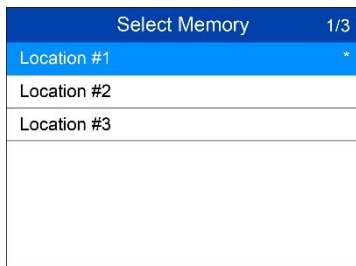 Select Memory 1/3
Location #1 *
Location #2
Location #3